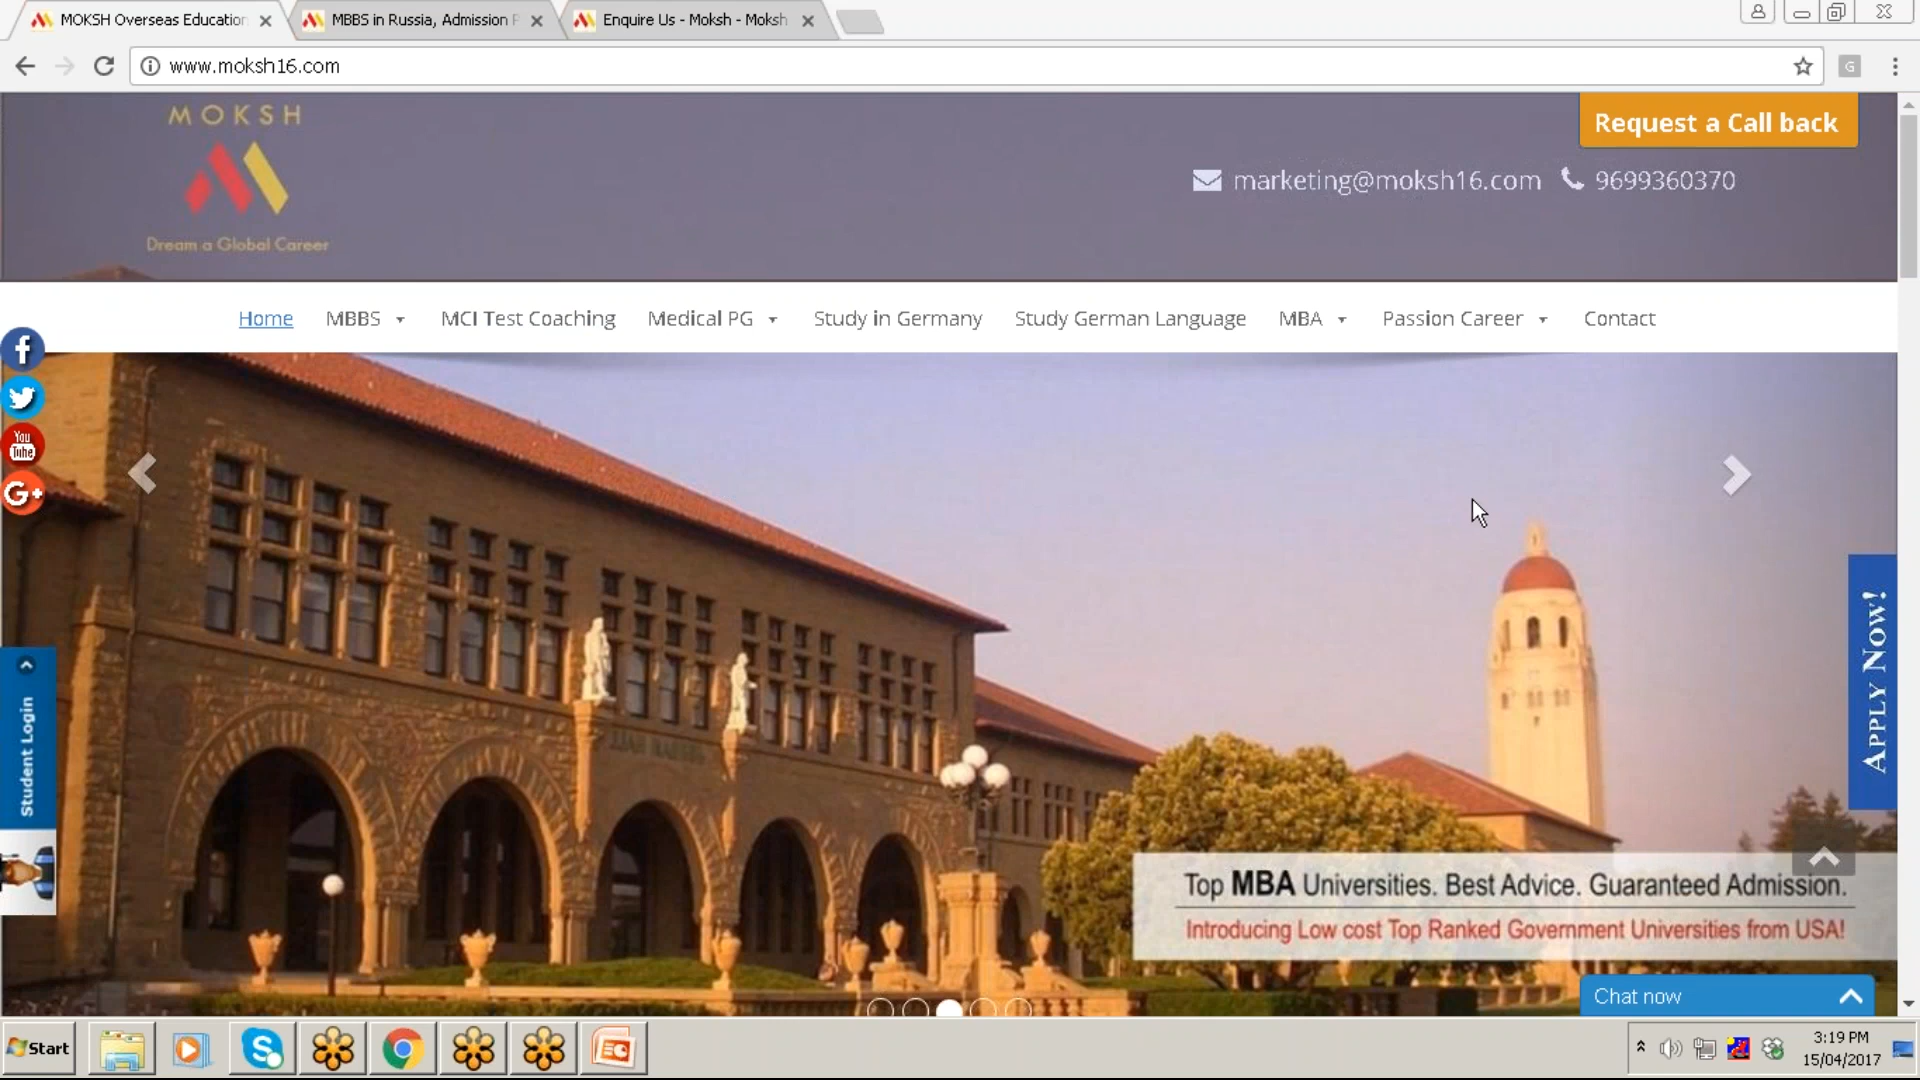 MOKSH Overseas Education
MBBS in Russia, Admission P
Enquire Us - Moksh - Moksh
www.moksh16.com
G
MOKSH
Dream a Global Career
Request a Call back
marketing@moksh16.com 9699360370
Home MBBS MCI Test Coaching Medical PG Study in Germany Study German Language MBA Passion Career Contact
You
Tube
G+
Student Login
APPLY NOW!
Top MBA Universities. Best Advice. Guaranteed Admission.
Introducing Low cost Top Ranked Government Universities from USA!
Chat now
Start
3:19 PM
15/04/2017